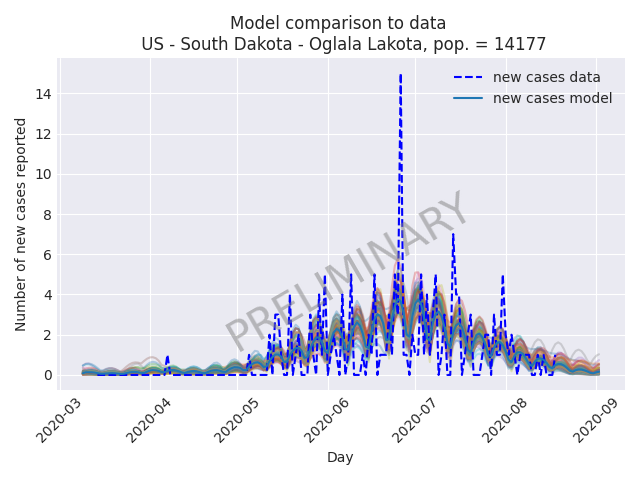 Model comparison to data
US - South Dakota - Oglala Lakota, pop. = 14177
new cases data
new cases model
PRELIMINARY
Number of new cases reported
14
12
10
8
6
4
2
0
2020-03
2020-04
2020-05
2020-06
2020-07
2020-08
2020-09
Day